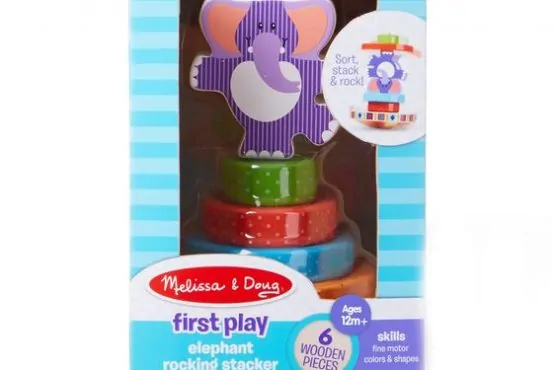 Sort,
stack
& rock!
Melissa & Doug
first play
elephant
rocking stacker
6
WOODEN
PIECES
Ages
12m+
skills
fine motor
colors & shapes